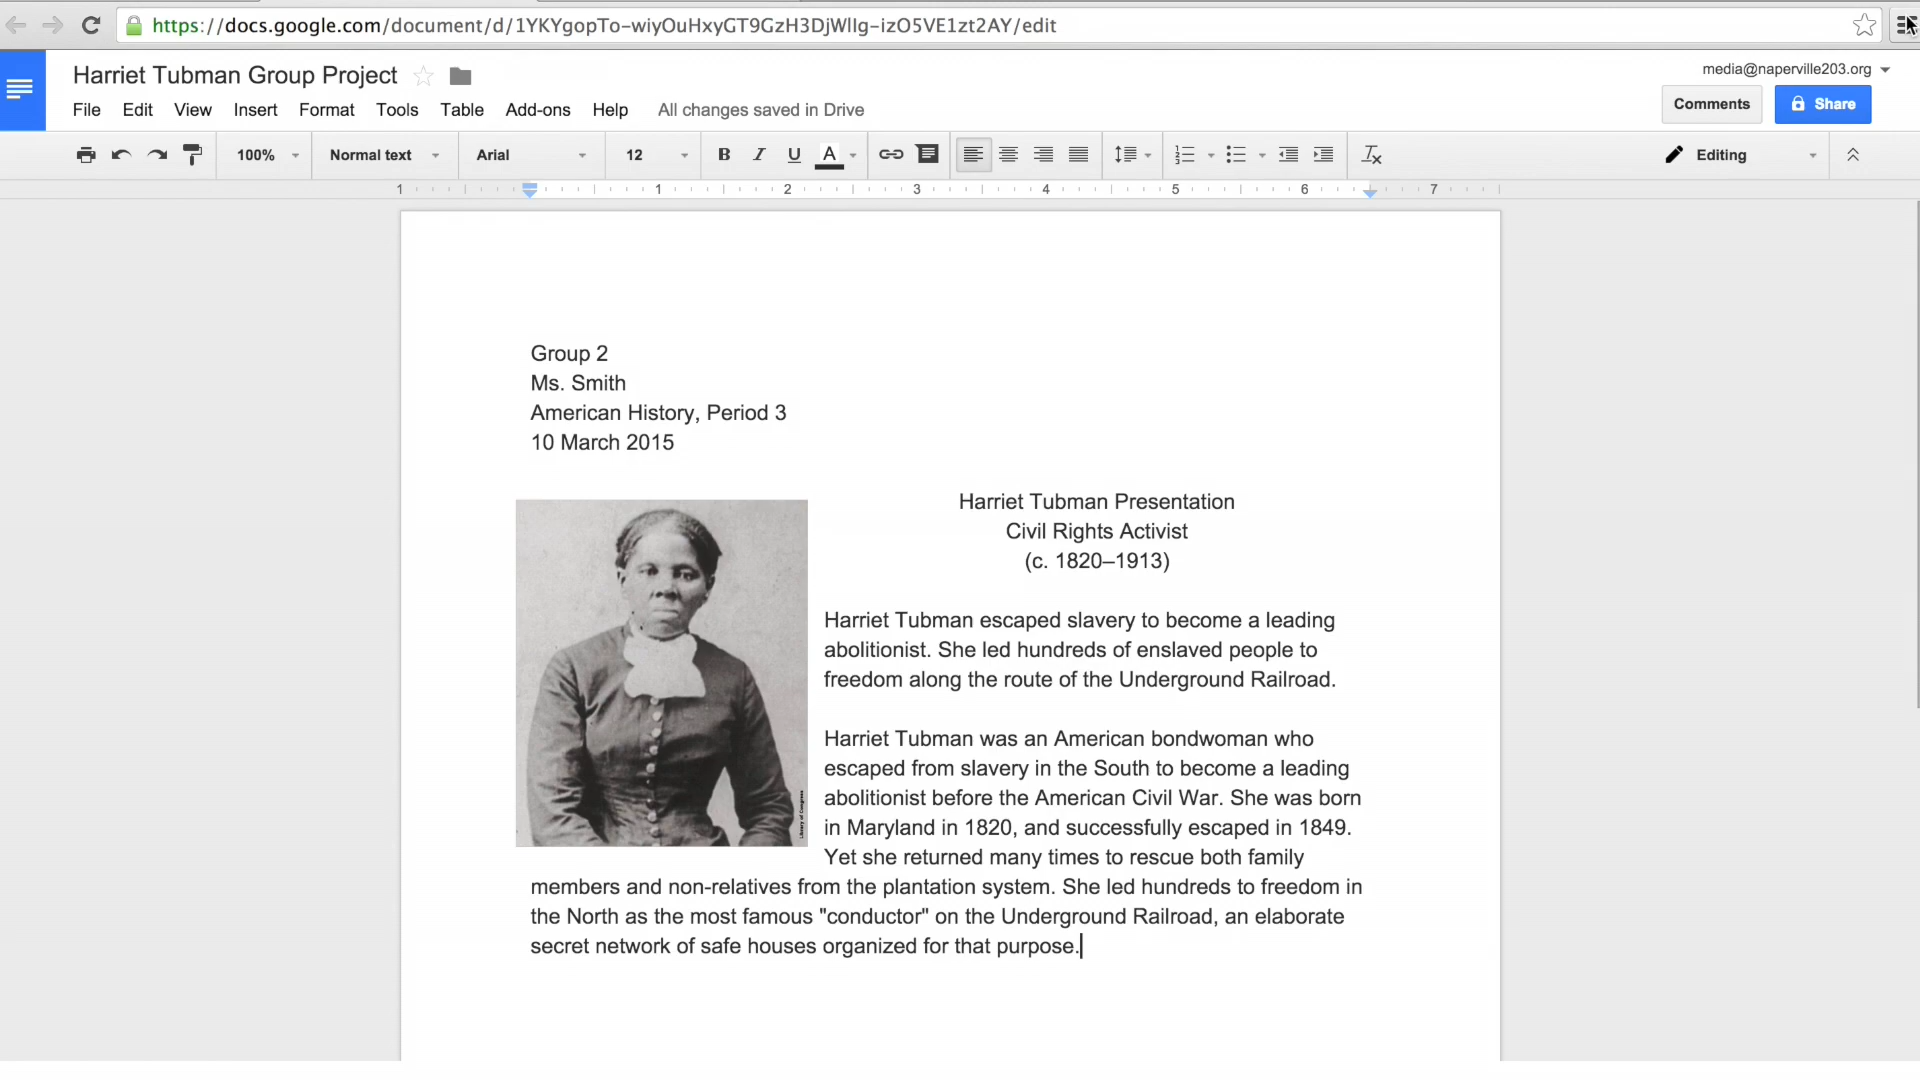 https://docs.google.com/document/d/1YKYgopTo-wiyOuHxyGT9GzH3DjWlIg-izO5VE1zt2AY/edit
Harriet Tubman Group Project
media@naperville203.org
File Edit View Insert Format Tools Table Add-ons Help All changes saved in Drive
Comments Share
100% Normal text Arial 12 B I U A Editing
1 1 2 3 4 5 6 7
Group 2
Ms. Smith
American History, Period 3
10 March 2015
Harriet Tubman Presentation
Civil Rights Activist
(c. 1820–1913)
Harriet Tubman escaped slavery to become a leading
abolitionist. She led hundreds of enslaved people to
freedom along the route of the Underground Railroad.
Harriet Tubman was an American bondwoman who
escaped from slavery in the South to become a leading
abolitionist before the American Civil War. She was born
in Maryland in 1820, and successfully escaped in 1849.
Yet she returned many times to rescue both family
members and non-relatives from the plantation system. She led hundreds to freedom in
the North as the most famous "conductor" on the Underground Railroad, an elaborate
secret network of safe houses organized for that purpose.
Library of Congress